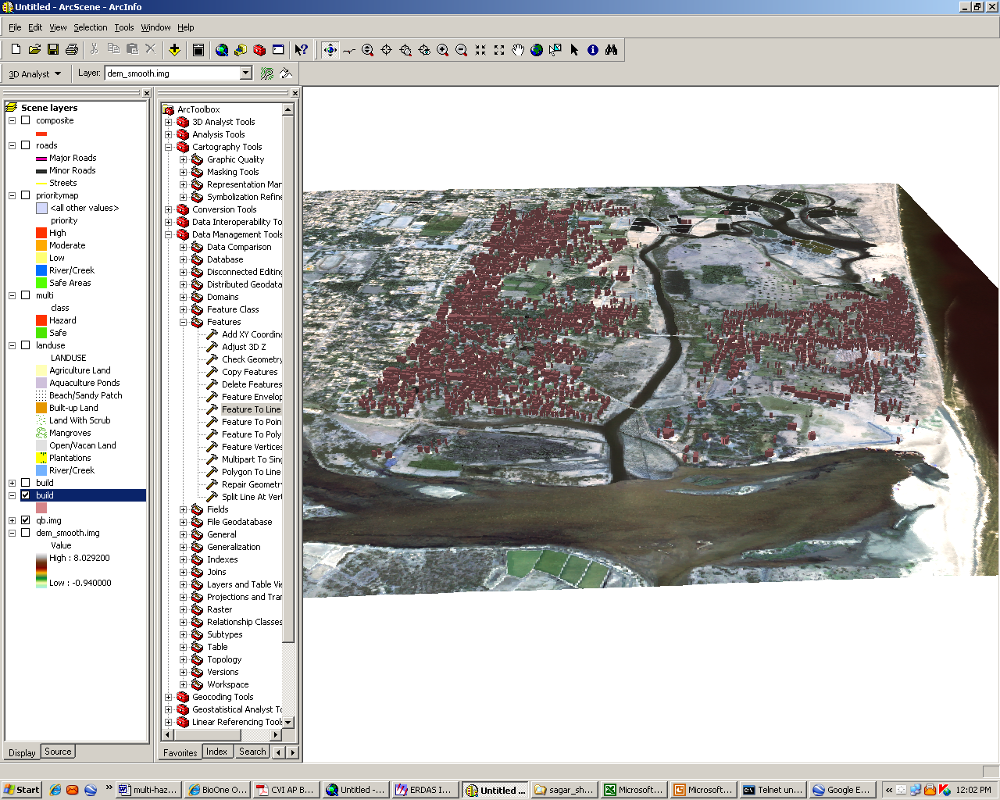 Untitled - ArcScene - ArcInfo
File Edit View Selection Tools Window Help
3D Analyst Layer: dem_smooth.img
Scene layers
composite
roads
Major Roads
Minor Roads
Streets
prioritymap
<all other values>
priority
High
Moderate
Low
River/Creek
Safe Areas
multi
class
Hazard
Safe
landuse
LANDUSE
Agriculture Land
Aquaculture Ponds
Beach/Sandy Patch
Built-up Land
Land With Scrub
Mangroves
Open/Vacan Land
Plantations
River/Creek
build
build
qb.img
dem_smooth.img
Value
High : 8.029200
Low : -0.940000
Display Source
ArcToolbox
3D Analyst Tools
Analysis Tools
Cartography Tools
Graphic Quality
Masking Tools
Representation Mar
Symbolization Refine
Conversion Tools
Data Interoperability To
Data Management Tools
Data Comparison
Database
Disconnected Editing
Distributed Geodata
Domains
Feature Class
Features
Add XY Coordina
Adjust 3D Z
Check Geometry
Copy Features
Delete Features
Feature Envelop
Feature To Line
Feature To Poin
Feature To Poly
Feature Vertices
Multipart To Sing
Polygon To Line
Repair Geometr
Split Line At Vert
Fields
File Geodatabase
General
Generalization
Indexes
Joins
Layers and Table Vie
Projections and Trar
Raster
Relationship Classes
Subtypes
Table
Topology
Versions
Workspace
Geocoding Tools
Geostatistical Analyst To
Linear Referencing Tools
Favorites Index Search
Start multi-haz... BioOne O... CVI AP B... Untitled -... ERDAS I... Untitled ... sagar_sh... Microsoft... Microsoft... Telnet un... Google E... 12:02 PM